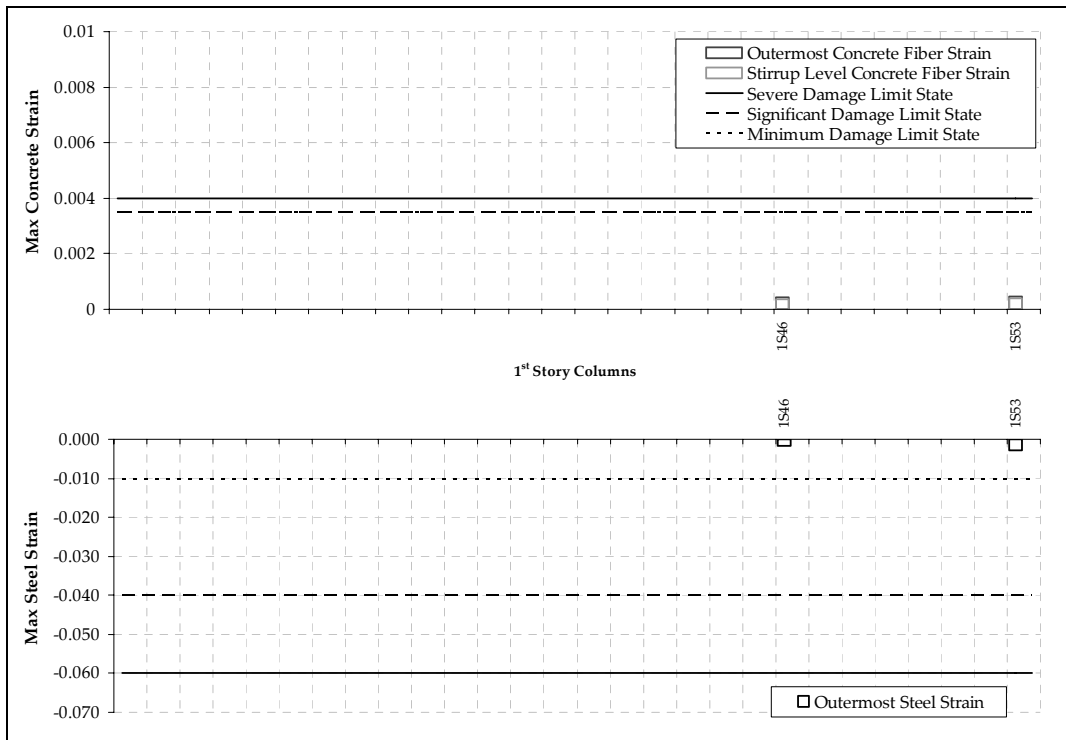 0.01
0.008
0.006
0.004
0.002
0
Max Concrete Strain
Outermost Concrete Fiber Strain
Stirrup Level Concrete Fiber Strain
Severe Damage Limit State
Significant Damage Limit State
Minimum Damage Limit State
1S46
1S53
1st Story Columns
1S46
1S53
0.000
-0.010
-0.020
-0.030
-0.040
-0.050
-0.060
-0.070
Max Steel Strain
Outermost Steel Strain